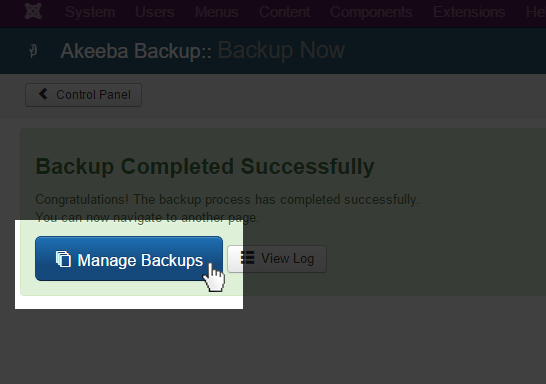 System Users Menus Content Components Extensions He
Akeeba Backup:: Backup Now
Control Panel
Backup Completed Successfully
Congratulations! The backup process has completed successfully.
You can now navigate to another page.
Manage Backups
View Log